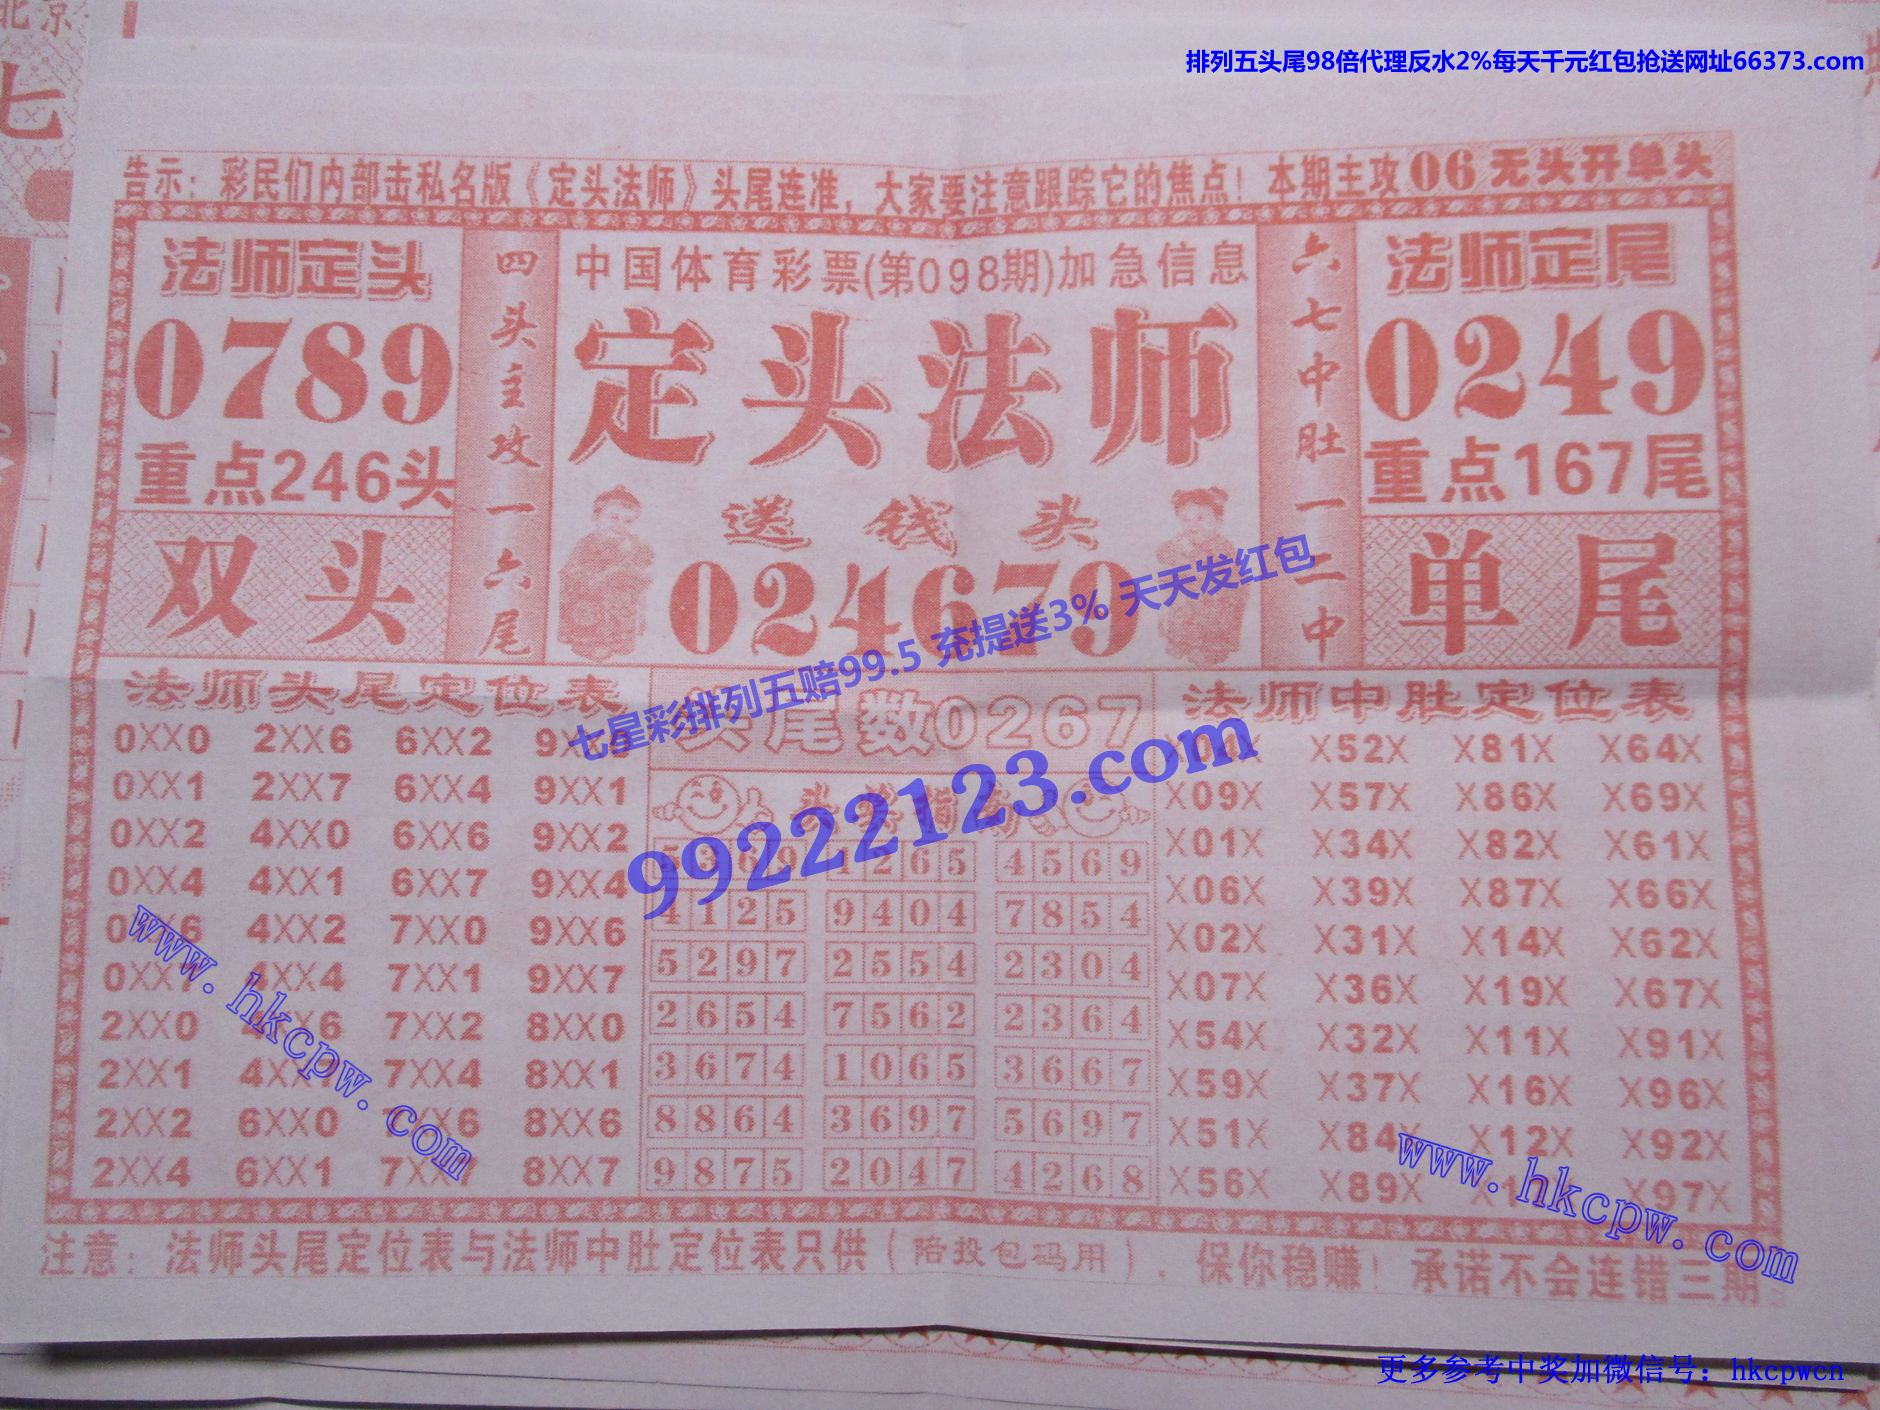 北京
七
排列五头尾98倍代理反水2%每天千元红包抢送网址66373.com
告示：彩民们内部击私名版《定头法师》头尾连准，大家要注意跟踪它的焦点！本期主攻06无头开单头
法师定头
0789
重点246头
双头
四头主攻一六尾
中国体育彩票(第098期)加急信息
定头法师
送钱头
024679
六七中肚一二中
法师定尾
0249
重点167尾
单尾
七星彩排列五赔99.5 充提送3% 天天发红包
99222123.com
法师头尾定位表
0XX0 2XX6 6XX2
0XX1 2XX7 6XX4 9XX1
0XX2 4XX0 6XX6 9XX2
0XX4 4XX1 6XX7 9XX4
0XX6 4XX2 7XX0 9XX6
0XX7 4XX4 7XX1 9XX7
2XX0 4XX6 7XX2 8XX0
2XX1 4XX7 7XX4 8XX1
2XX2 6XX0 7XX6 8XX6
2XX4 6XX1 7XX7 8XX7
头尾数0267
5369 1265 4569
4125 9404 7854
5297 2554 2304
2654 7562 2364
3674 1065 3667
8864 3697 5697
9875 2047 4268
法师中肚定位表
X52X X81X X64X
X09X X57X X86X X69X
X01X X34X X82X X61X
X06X X39X X87X X66X
X02X X31X X14X X62X
X07X X36X X19X X67X
X54X X32X X11X X91X
X59X X37X X16X X96X
X51X X84X X12X X92X
X56X X89X X97X
www.hkcpw.com
www.hkcpw.com
注意：法师头尾定位表与法师中肚定位表只供（陪投包码用）．保你稳赚！承诺不会连错三期
更多参考中奖加微信号：hkcpwcn